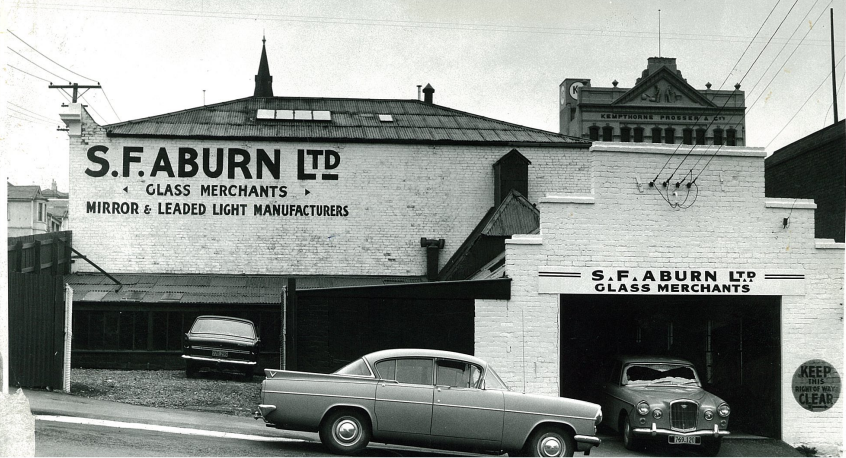 S.F. ABURN LTD
GLASS MERCHANTS
MIRROR & LEADED LIGHT MANUFACTURERS
K
KEMPTHORNE PROSSER & Co
S.F. ABURN LTD
GLASS MERCHANTS
KEEP
THIS
RIGHT OF WAY
CLEAR